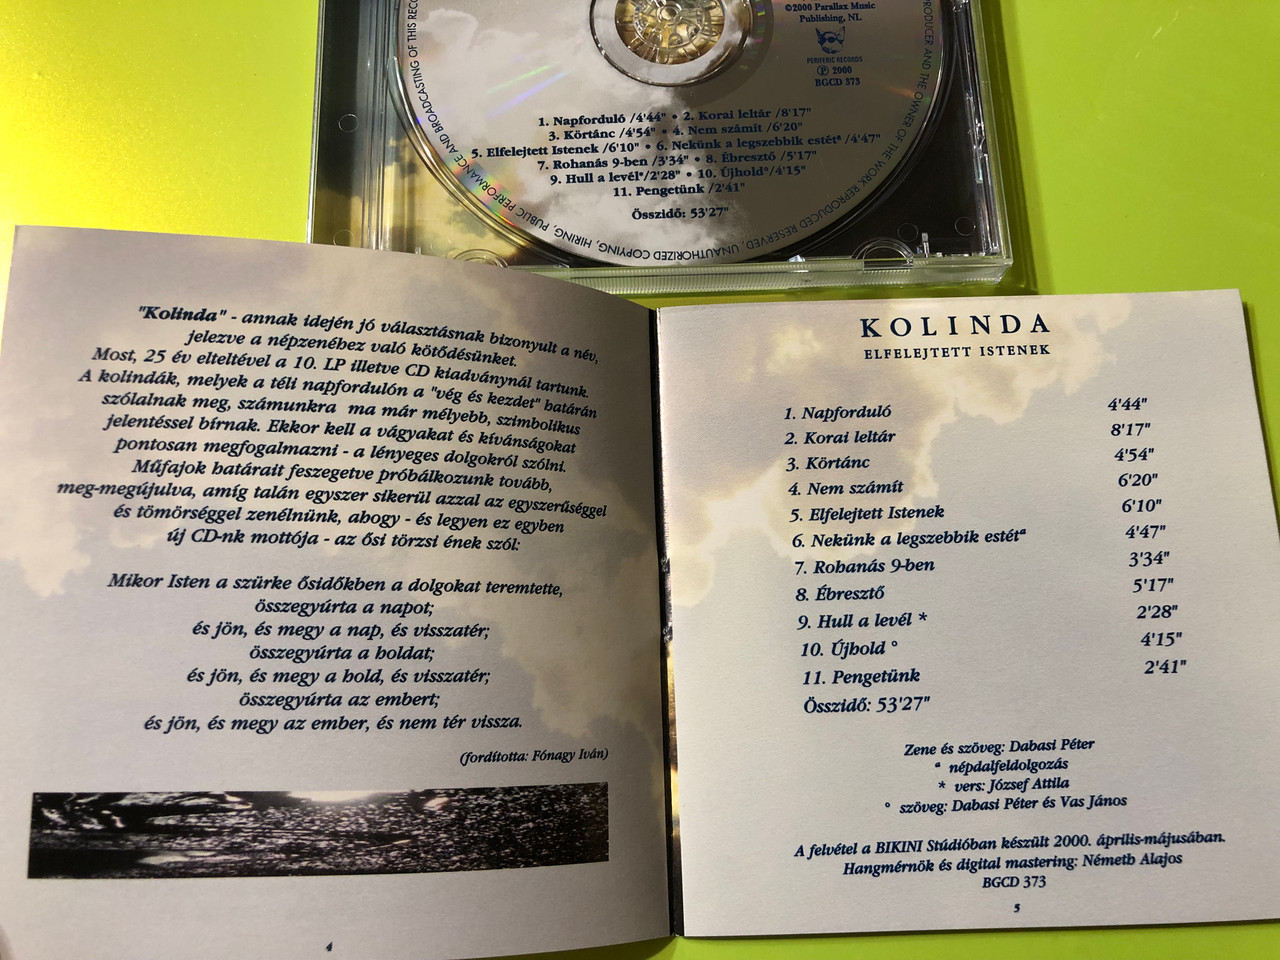 ©2000 Parallax Music
Publishing, NL
PERIFERIC RECORDS
Ⓟ 2000
BGCD 373
1. Napforduló /4'44" • 2. Korai leltár /8'17"
3. Körtánc /4'54" • 4. Nem számít /6'20"
5. Elfelejtett Istenek /6'10" • 6. Nekünk a legszebbik estétª /4'47"
7. Rohanás 9-ben /3'34" • 8. Ébresztő /5'17"
9. Hull a levél*/2'28" • 10. Újhold°/4'15"
11. Pengetünk /2'41"
Összidő: 53'27"
PRODUCER AND THE OWNER OF THE WORK REPRODUCED RESERVED, UNAUTHORIZED COPYING, HIRING, PUBLIC PERFORMANCE AND BROADCASTING OF THIS
"Kolinda" - annak idején jó választásnak bizonyult a név,
jelezve a népzenéhez való kötődésünket.
Most, 25 év elteltével a 10. LP illetve CD kiadványnál tartunk.
A kolindák, melyek a téli napfordulón a "vég és kezdet" határán
szólalnak meg, számunkra ma már mélyebb, szimbolikus
jelentéssel bírnak. Ekkor kell a vágyakat és kívánságokat
pontosan megfogalmazni - a lényeges dolgokról szólni.
Műfajok határait feszegetve próbálkozunk tovább,
meg-megújulva, amíg talán egyszer sikerül azzal az egyszerűséggel
és tömörséggel zenélnünk, ahogy - és legyen ez egyben
új CD-nk mottója - az ősi törzsi ének szól:
Mikor Isten a szürke ősidőkben a dolgokat teremtette,
összegyúrta a napot;
és jön, és megy a nap, és visszatér;
összegyúrta a holdat;
és jön, és megy a hold, és visszatér;
összegyúrta az embert;
és jön, és megy az ember, és nem tér vissza.
(fordította: Fónagy Iván)
4
KOLINDA
ELFELEJTETT ISTENEK
1. Napforduló 4'44"
2. Korai leltár 8'17"
3. Körtánc 4'54"
4. Nem számít 6'20"
5. Elfelejtett Istenek 6'10"
6. Nekünk a legszebbik estétª 4'47"
7. Rohanás 9-ben 3'34"
8. Ébresztő 5'17"
9. Hull a levél * 2'28"
10. Újhold ° 4'15"
11. Pengetünk 2'41"
Összidő: 53'27"
Zene és szöveg: Dabasi Péter
ª népdalfeldolgozás
* vers: József Attila
° szöveg: Dabasi Péter és Vas János
A felvétel a BIKINI Stúdióban készült 2000. április-májusában.
Hangmérnök és digital mastering: Németh Alajos
BGCD 373
5